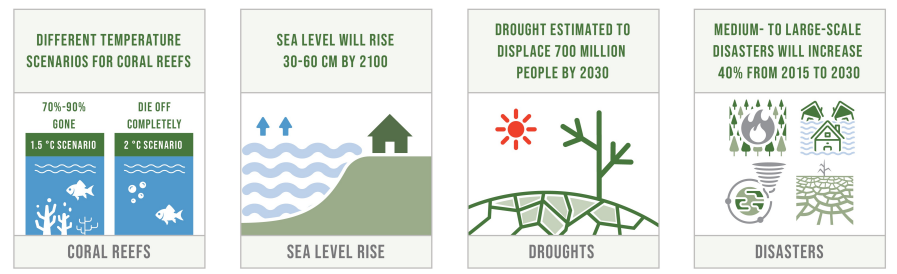 DIFFERENT TEMPERATURE
SCENARIOS FOR CORAL REEFS
70%-90%
GONE
DIE OFF
COMPLETELY
1.5 °C SCENARIO
2 °C SCENARIO
CORAL REEFS
SEA LEVEL WILL RISE
30-60 CM BY 2100
SEA LEVEL RISE
DROUGHT ESTIMATED TO
DISPLACE 700 MILLION
PEOPLE BY 2030
DROUGHTS
MEDIUM- TO LARGE-SCALE
DISASTERS WILL INCREASE
40% FROM 2015 TO 2030
DISASTERS